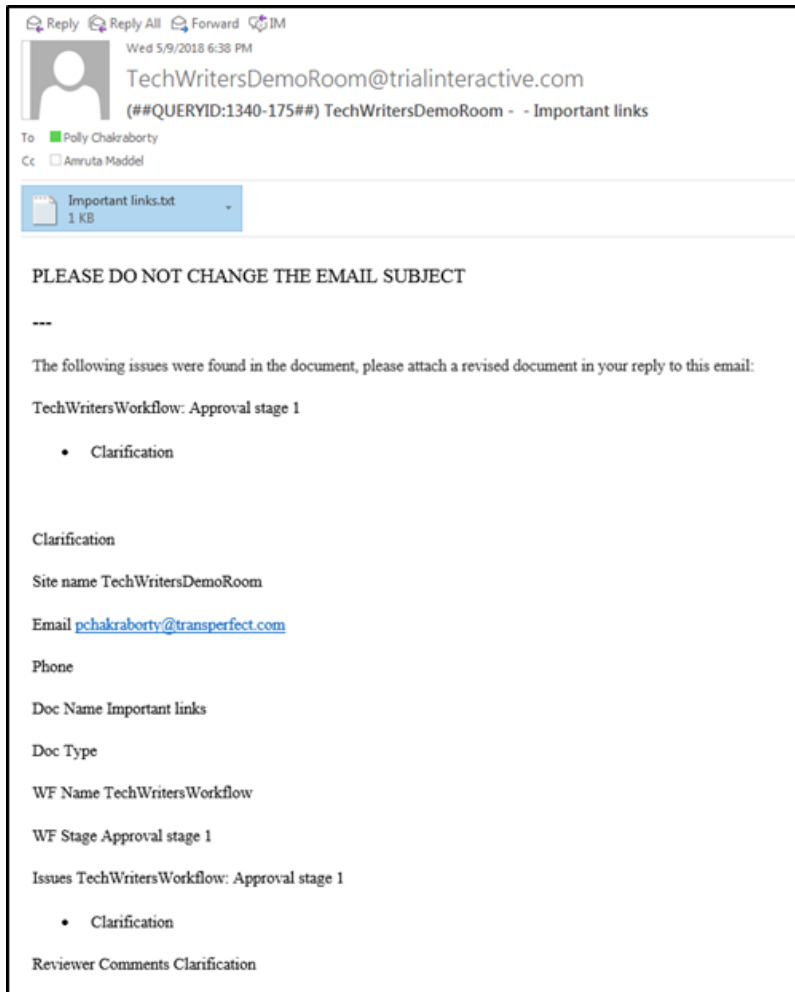 Reply Reply All Forward IM
Wed 5/9/2018 6:38 PM
TechWritersDemoRoom@trialinteractive.com
(##QUERYID:1340-175##) TechWritersDemoRoom - - Important links
To Polly Chakraborty
Cc Amruta Maddel
Important links.txt
1 KB
PLEASE DO NOT CHANGE THE EMAIL SUBJECT
---
The following issues were found in the document, please attach a revised document in your reply to this email:
TechWritersWorkflow: Approval stage 1
• Clarification
Clarification
Site name TechWritersDemoRoom
Email pchakraborty@transperfect.com
Phone
Doc Name Important links
Doc Type
WF Name TechWritersWorkflow
WF Stage Approval stage 1
Issues TechWritersWorkflow: Approval stage 1
• Clarification
Reviewer Comments Clarification